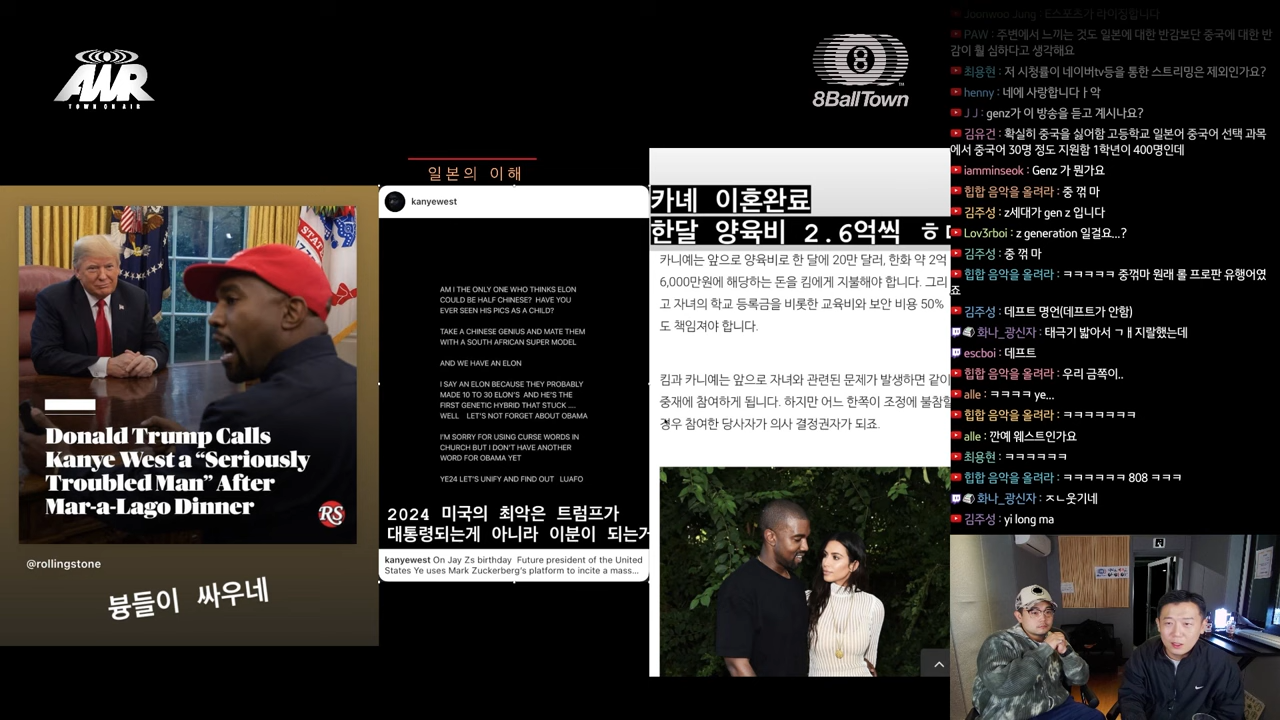 AWR
TOWN ON AIR
8BallTown
일본의 이해
Donald Trump Calls
Kanye West a “Seriously
Troubled Man” After
Mar-a-Lago Dinner
RS
@rollingstone
븅들이 싸우네
kanyewest
AM I THE ONLY ONE WHO THINKS ELON
COULD BE HALF CHINESE? HAVE YOU
EVER SEEN HIS PICS AS A CHILD?
TAKE A CHINESE GENIUS AND MATE THEM
WITH A SOUTH AFRICAN SUPER MODEL
AND WE HAVE AN ELON
I SAY AN ELON BECAUSE THEY PROBABLY
MADE 10 TO 30 ELON'S AND HE'S THE
FIRST GENETIC HYBRID THAT STUCK ....
WELL LET'S NOT FORGET ABOUT OBAMA
I'M SORRY FOR USING CURSE WORDS IN
CHURCH BUT I DON'T HAVE ANOTHER
WORD FOR OBAMA YET
YE24 LET'S UNIFY AND FIND OUT LUAFO
2024 미국의 최악은 트럼프가
대통령되는게 아니라 이분이 되는거
kanyewest On Jay Zs birthday Future president of the United
States Ye uses Mark Zuckerberg's platform to incite a mass...
카녜 이혼완료
한달 양육비 2.6억씩 ㅎ
카니예는 앞으로 양육비로 한 달에 20만 달러, 한화 약 2억
6,000만원에 해당하는 돈을 킴에게 지불해야 합니다. 그리
고 자녀의 학교 등록금을 비롯한 교육비와 보안 비용 50%
도 책임져야 합니다.
킴과 카니예는 앞으로 자녀와 관련된 문제가 발생하면 같이
중재에 참여하게 됩니다. 하지만 어느 한쪽이 조정에 불참할
경우 참여한 당사자가 의사 결정권자가 되죠.
Joonwoo Jung : E스포츠가 라이징합니다
PAW : 주변에서 느끼는 것도 일본에 대한 반감보단 중국에 대한 반
감이 훨 심하다고 생각해요
최용현 : 저 시청률이 네이버tv등을 통한 스트리밍은 제외인가요?
henny : 네에 사랑합니다ㅏ악
J J : genz가 이 방송을 듣고 계시나요?
김유건 : 확실히 중국을 싫어함 고등학교 일본어 중국어 선택 과목
에서 중국어 30명 정도 지원함 1학년이 400명인데
iamminseok : Genz 가 뭔가요
힙합 음악을 올려라 : 중 꺾 마
김주성 : z세대가 gen z 입니다
Lov3rboi : z generation 일걸요...?
김주성 : 중 꺾 마
힙합 음악을 올려라 : ㅋㅋㅋㅋㅋ 중꺾마 원래 롤 프로판 유행어였
죠
김주성 : 데프트 명언(데프트가 안함)
화나_광신자 : 태극기 밟아서 ㄱㅐ지랄했는데
escboi : 데프트
힙합 음악을 올려라 : 우리 금쪽이..
alle : ㅋㅋㅋㅋ ye...
힙합 음악을 올려라 : ㅋㅋㅋㅋㅋㅋㅋ
alle : 깐예 웨스트인가요
최용현 : ㅋㅋㅋㅋㅋㅋ
힙합 음악을 올려라 : ㅋㅋㅋㅋㅋㅋ 808 ㅋㅋㅋ
화나_광신자 : ㅈㄴ웃기네
김주성 : yi long ma